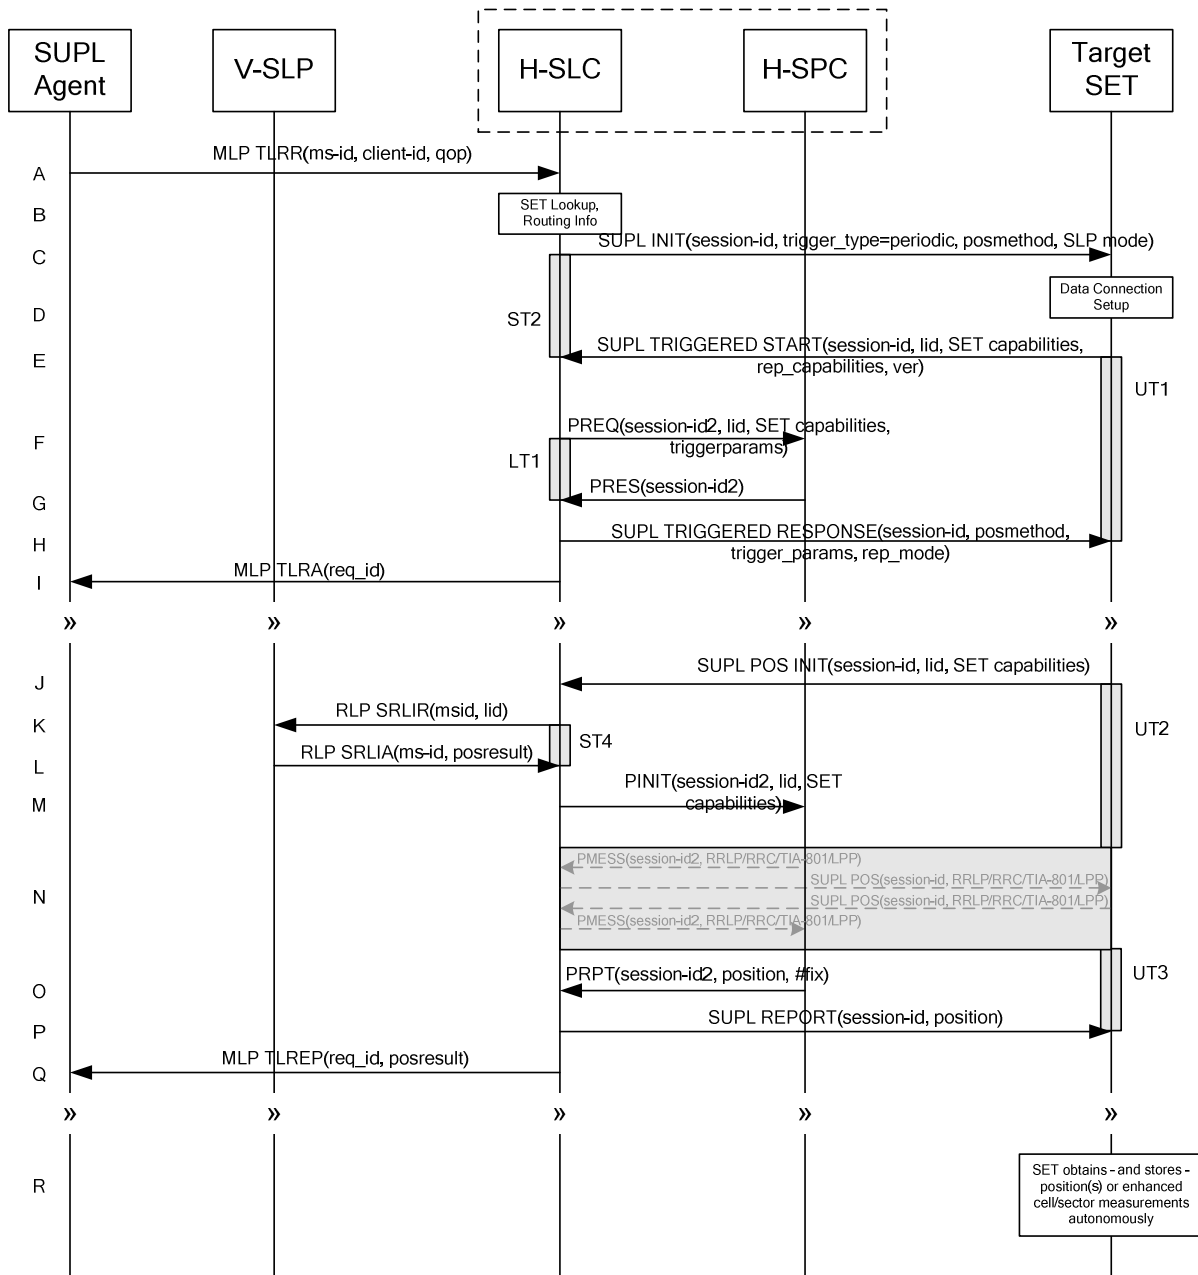 SUPL
Agent
V-SLP
H-SLC
H-SPC
Target
SET
A
MLP TLRR(ms-id, client-id, qop)
B
SET Lookup,
Routing Info
C
SUPL INIT(session-id, trigger_type=periodic, posmethod, SLP mode)
D
ST2
Data Connection
Setup
E
SUPL TRIGGERED START(session-id, lid, SET capabilities,
rep_capabilities, ver)
UT1
F
PREQ(session-id2, lid, SET capabilities,
triggerparams)
LT1
G
PRES(session-id2)
H
SUPL TRIGGERED RESPONSE(session-id, posmethod,
trigger_params, rep_mode)
I
MLP TLRA(req_id)
» » » » »
J
SUPL POS INIT(session-id, lid, SET capabilities)
K
RLP SRLIR(msid, lid)
ST4
UT2
L
RLP SRLIA(ms-id, posresult)
M
PINIT(session-id2, lid, SET
capabilities)
N
PMESS(session-id2, RRLP/RRC/TIA-801/LPP)
SUPL POS(session-id, RRLP/RRC/TIA-801/LPP)
SUPL POS(session-id, RRLP/RRC/TIA-801/LPP)
PMESS(session-id2, RRLP/RRC/TIA-801/LPP)
O
PRPT(session-id2, position, #fix)
UT3
P
SUPL REPORT(session-id, position)
Q
MLP TLREP(req_id, posresult)
» » » » »
R
SET obtains - and stores -
position(s) or enhanced
cell/sector measurements
autonomously